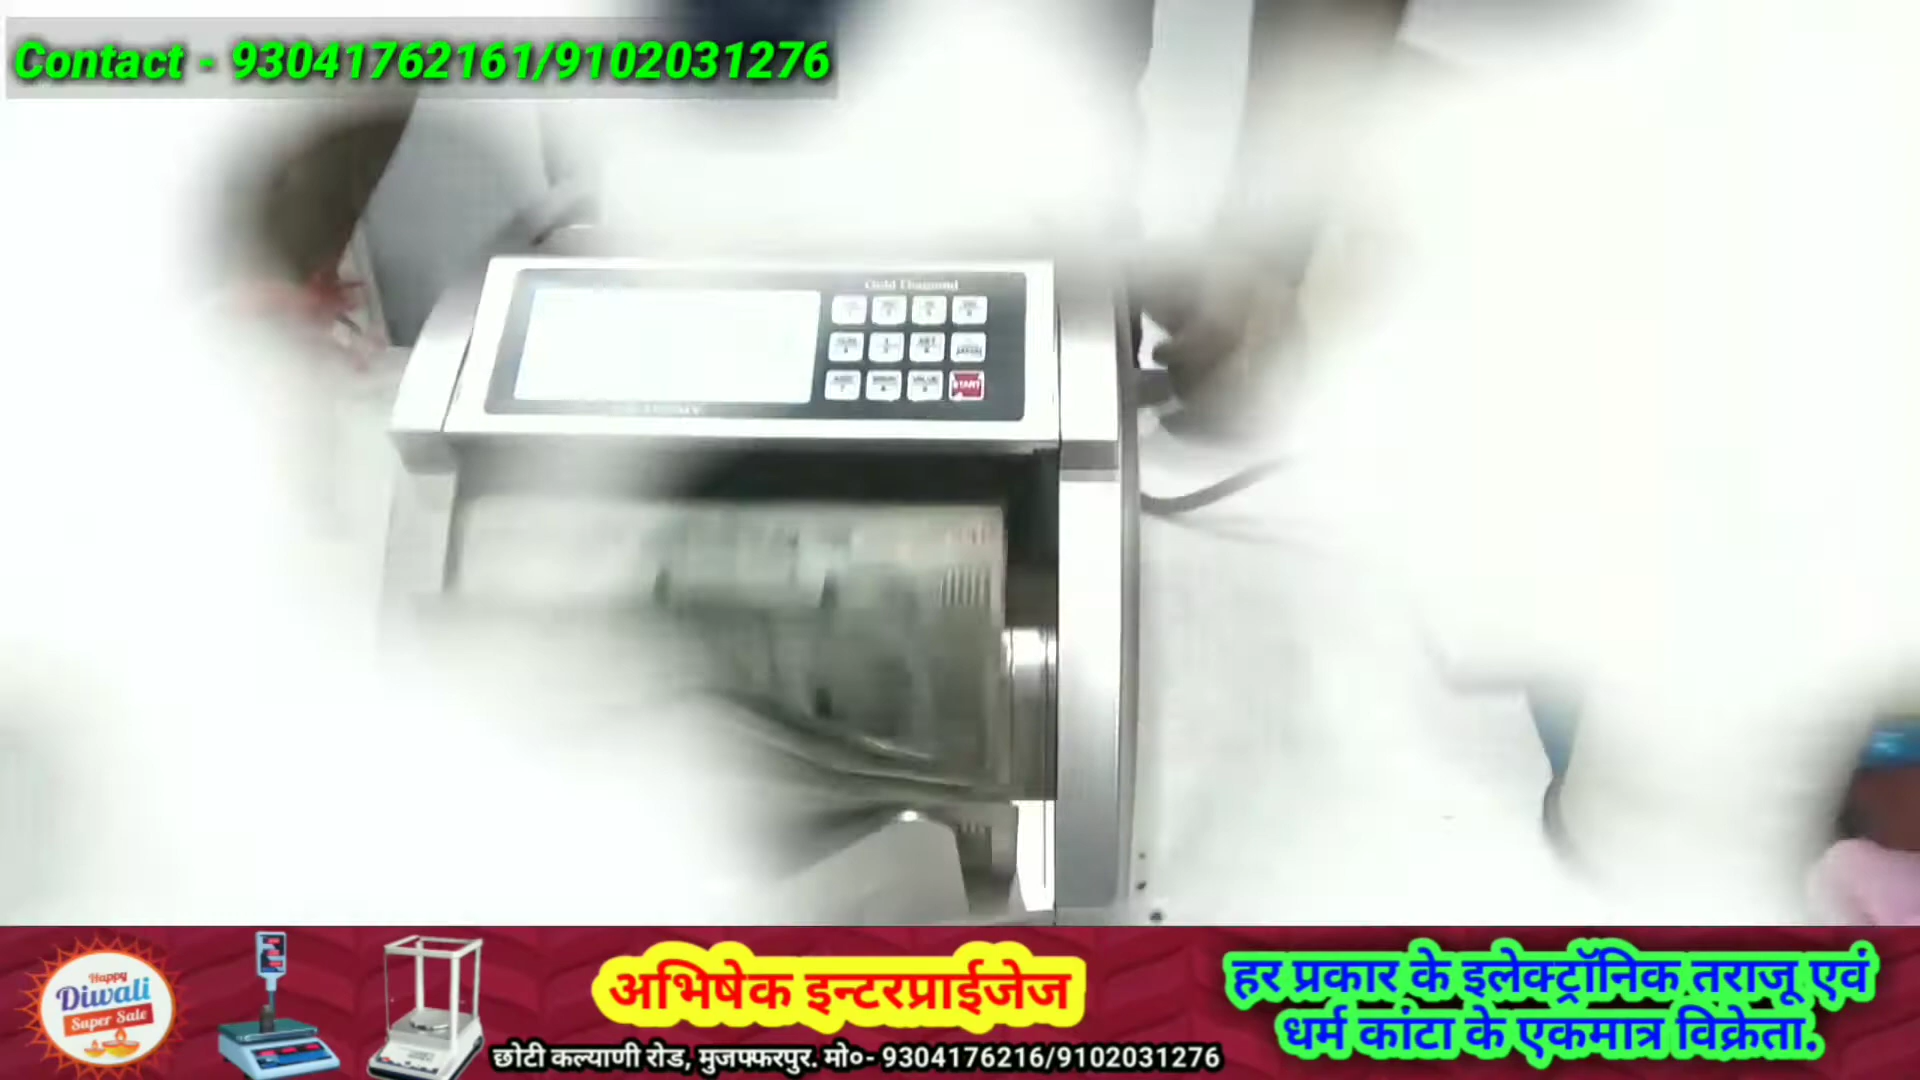 Contact - 93041762161/9102031276
Gold Diamond
START
VALUE
Happy
Diwali
Super Sale
अभिषेक इन्टरप्राईजेज
छोटी कल्याणी रोड, मुजफ्फरपुर. मो०- 9304176216/9102031276
हर प्रकार के इलेक्ट्रॉनिक तराजू एवं
धर्म कांटा के एकमात्र विक्रेता.